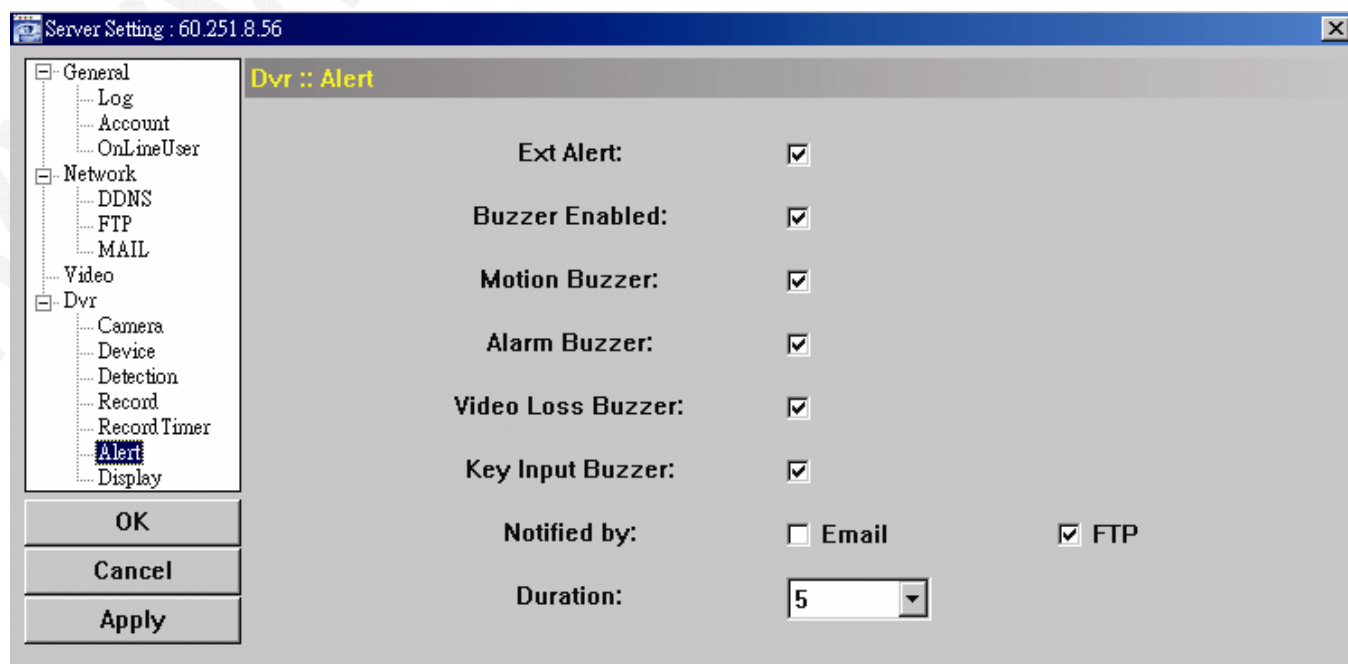 Server Setting : 60.251.8.56
General
Log
Account
OnLineUser
Network
DDNS
FTP
MAIL
Video
Dvr
Camera
Device
Detection
Record
Record Timer
Alert
Display
OK
Cancel
Apply
Dvr :: Alert
Ext Alert:
Buzzer Enabled:
Motion Buzzer:
Alarm Buzzer:
Video Loss Buzzer:
Key Input Buzzer:
Notified by: Email FTP
Duration: 5